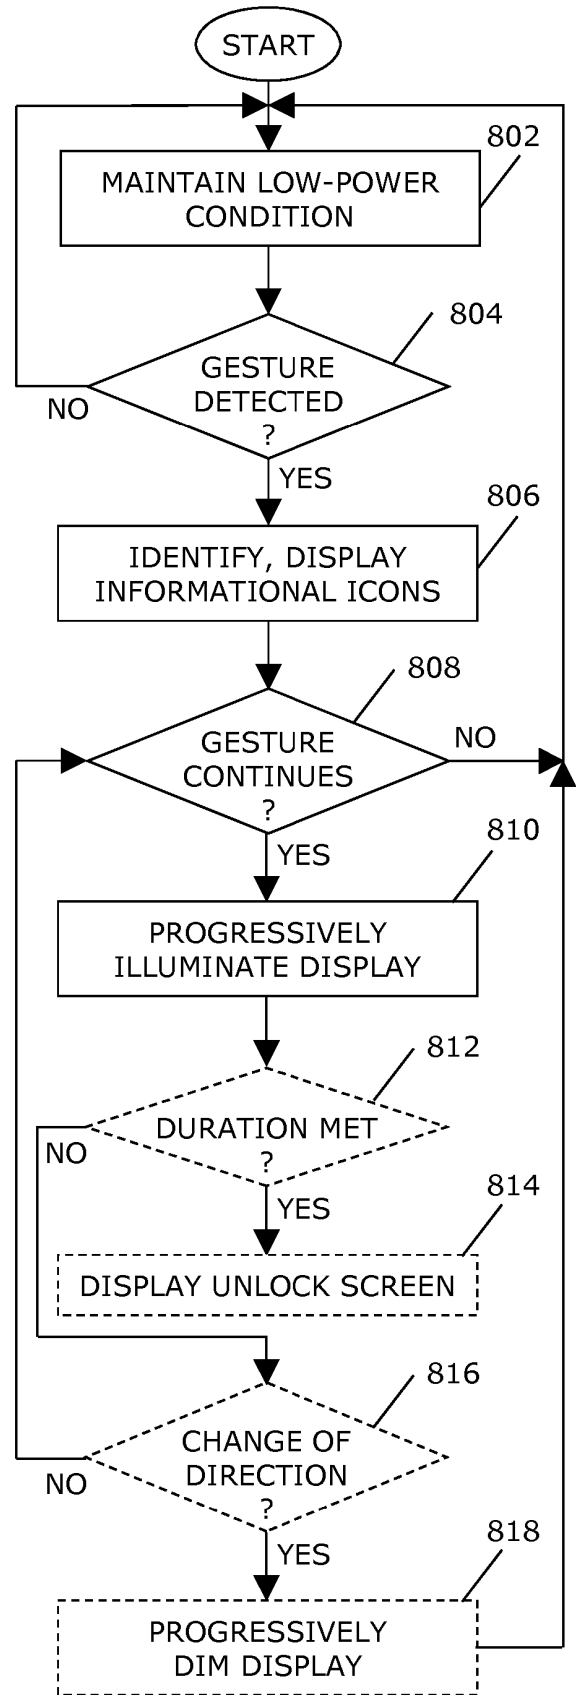 START
802
MAINTAIN LOW-POWER
CONDITION
804
GESTURE
DETECTED
?
NO
YES
806
IDENTIFY, DISPLAY
INFORMATIONAL ICONS
808
GESTURE
CONTINUES
?
NO
YES
810
PROGRESSIVELY
ILLUMINATE DISPLAY
812
DURATION MET
?
NO
YES
814
DISPLAY UNLOCK SCREEN
816
CHANGE OF
DIRECTION
?
NO
YES
818
PROGRESSIVELY
DIM DISPLAY